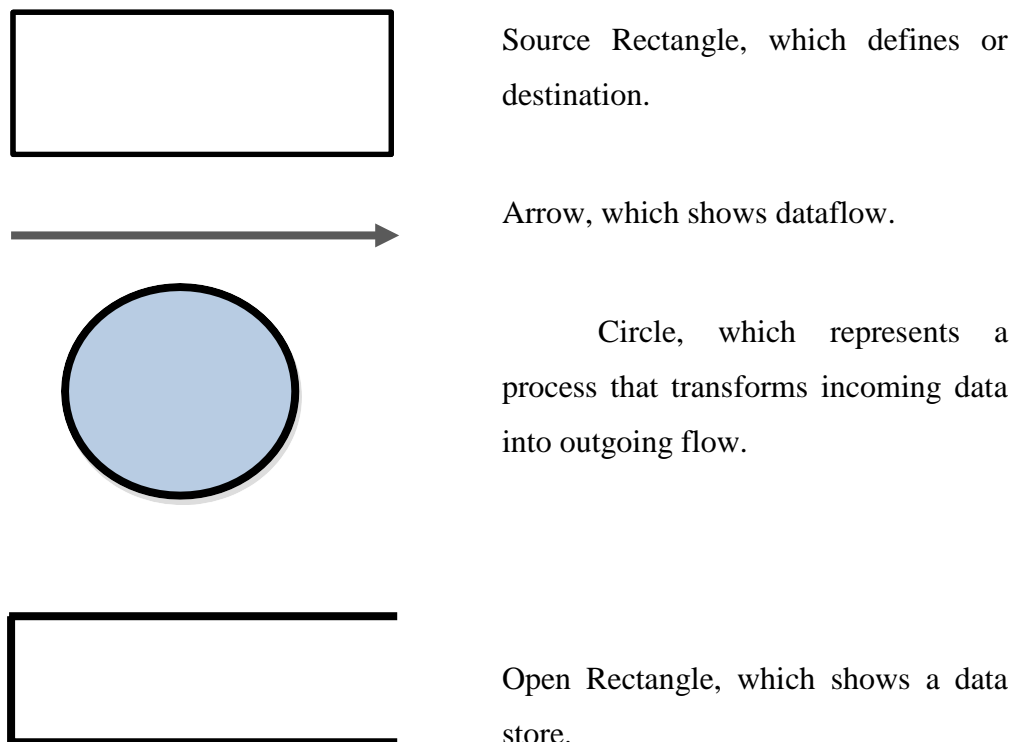 Source Rectangle, which defines or
destination.
Arrow, which shows dataflow.
Circle, which represents a
process that transforms incoming data
into outgoing flow.
Open Rectangle, which shows a data
store.